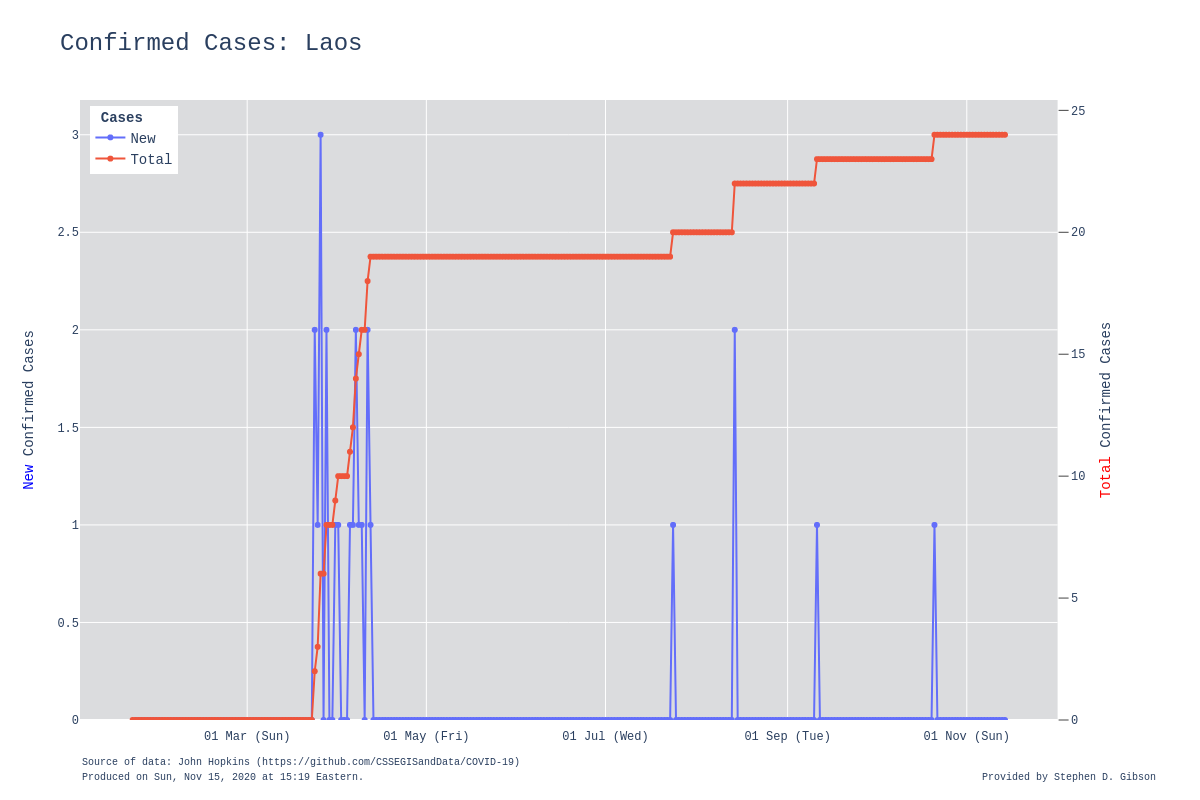 Confirmed Cases: Laos
Cases
New
Total
3
2.5
2
1.5
1
0.5
0
25
20
15
10
5
0
New Confirmed Cases
Total Confirmed Cases
01 Mar (Sun)
01 May (Fri)
01 Jul (Wed)
01 Sep (Tue)
01 Nov (Sun)
Source of data: John Hopkins (https://github.com/CSSEGISandData/COVID-19)
Produced on Sun, Nov 15, 2020 at 15:19 Eastern.
Provided by Stephen D. Gibson